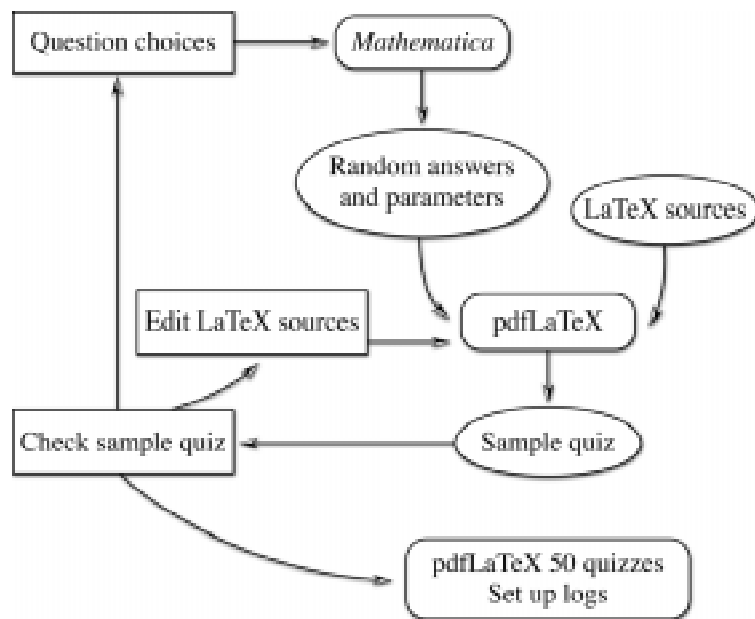 Question choices
Mathematica
Random answers
and parameters
LaTeX sources
Edit LaTeX sources
pdfLaTeX
Check sample quiz
Sample quiz
pdfLaTeX 50 quizzes
Set up logs